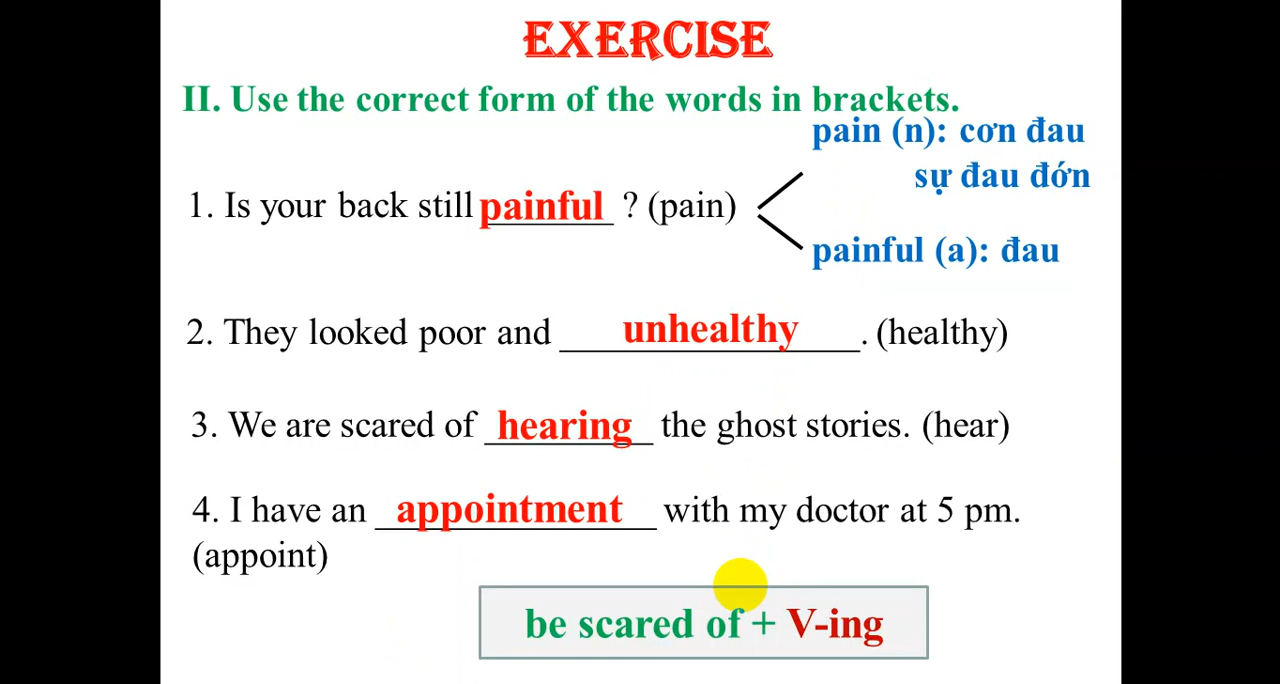 EXERCISE
II. Use the correct form of the words in brackets.
pain (n): cơn đau
sự đau đớn
1. Is your back still painful ? (pain)
painful (a): đau
2. They looked poor and unhealthy. (healthy)
3. We are scared of hearing the ghost stories. (hear)
4. I have an appointment with my doctor at 5 pm.
(appoint)
be scared of + V-ing